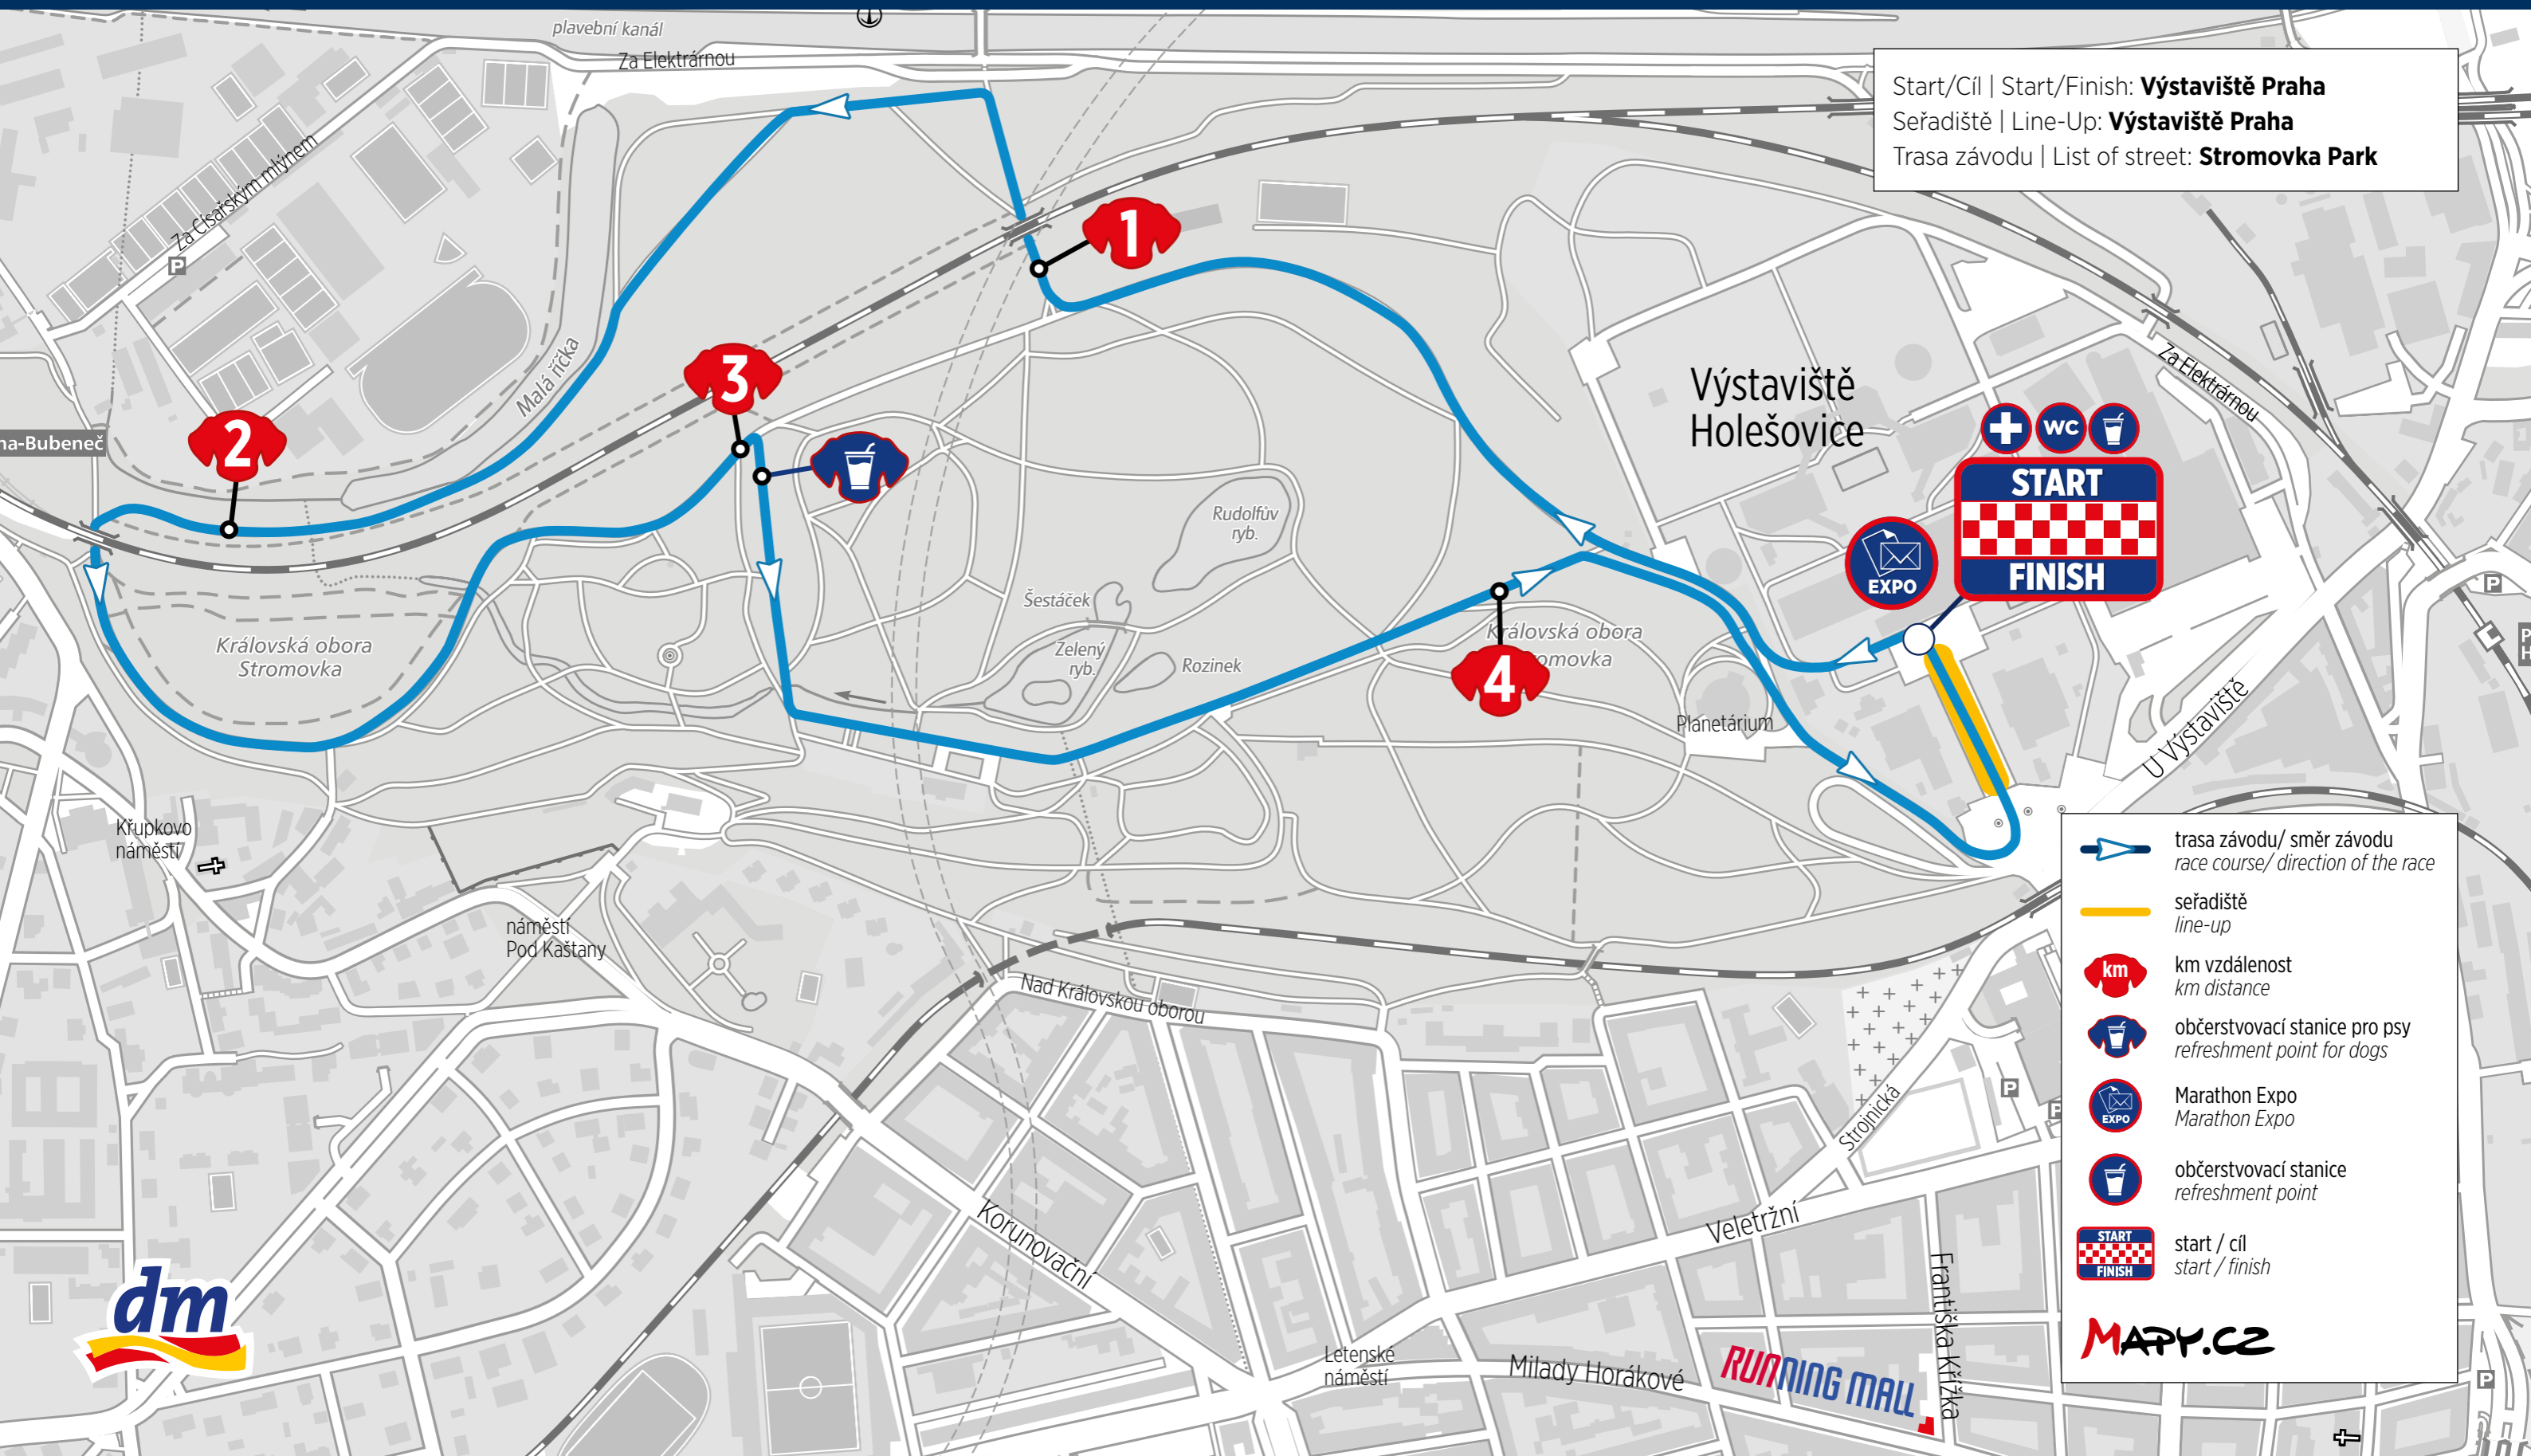 plavební kanál
Za Elektrárnou
Start/Cíl | Start/Finish: Výstaviště Praha
Seřadiště | Line-Up: Výstaviště Praha
Trasa závodu | List of street: Stromovka Park
Za Císařským mlýnem
P
1
Malá říčka
3
2
na-Bubeneč
Výstaviště
Holešovice
Za Elektrárnou
WC
START
FINISH
EXPO
P
Rudolfův
ryb.
Šestáček
Zelený
ryb.
Rozinek
Královská obora
Stromovka
Královská obora
omovka
4
Planetárium
P
H
U Výstaviště
Křupkovo
náměstí
náměstí
Pod Kaštany
Nad Královskou oborou
Strojnická
P
P
Korunovační
Veletržní
Františka Křížka
Letenské
náměstí
Milady Horákové
RUNNING MALL
dm
trasa závodu/ směr závodu
race course/ direction of the race
seřadiště
line-up
km
km vzdálenost
km distance
občerstvovací stanice pro psy
refreshment point for dogs
EXPO
Marathon Expo
Marathon Expo
občerstvovací stanice
refreshment point
START
FINISH
start / cíl
start / finish
MAPY.CZ
P